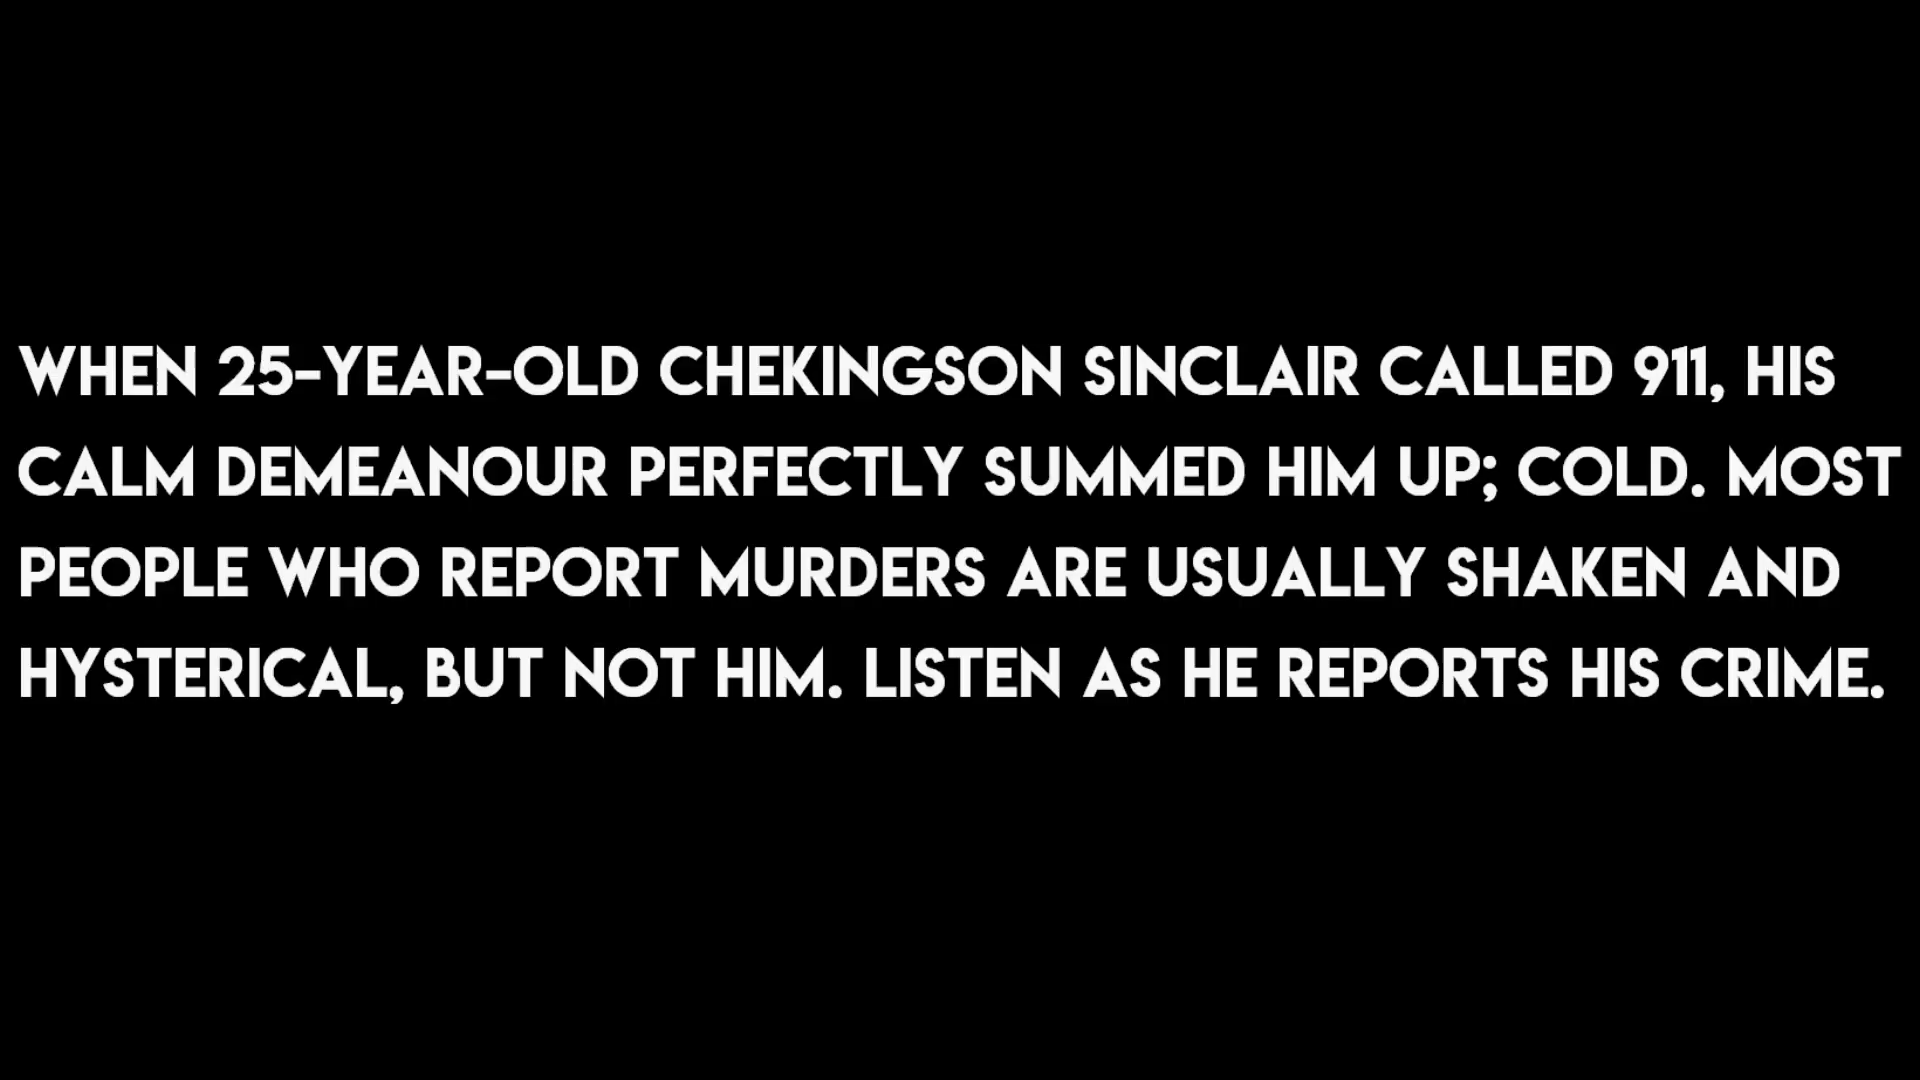 WHEN 25-YEAR-OLD CHEKINGSON SINCLAIR CALLED 911, HIS
CALM DEMEANOUR PERFECTLY SUMMED HIM UP; COLD. MOST
PEOPLE WHO REPORT MURDERS ARE USUALLY SHAKEN AND
HYSTERICAL, BUT NOT HIM. LISTEN AS HE REPORTS HIS CRIME.